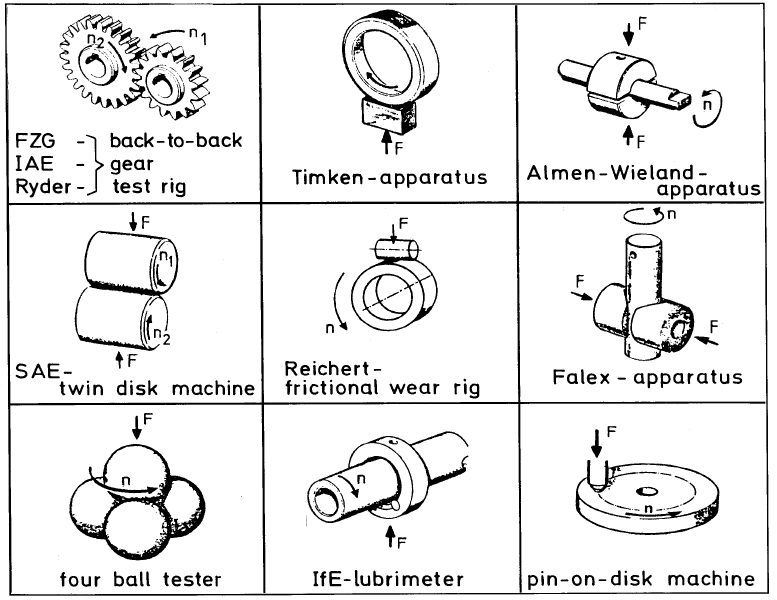 n2
n1
FZG - back-to-back
IAE - gear
Ryder - test rig
F
Timken-apparatus
F
n
F
Almen-Wieland-
apparatus
F
n1
n2
F
SAE-
twin disk machine
F
n
Reichert-
frictional wear rig
n
F
F
Falex - apparatus
F
n
four ball tester
n
F
IfE-lubrimeter
F
n
pin-on-disk machine